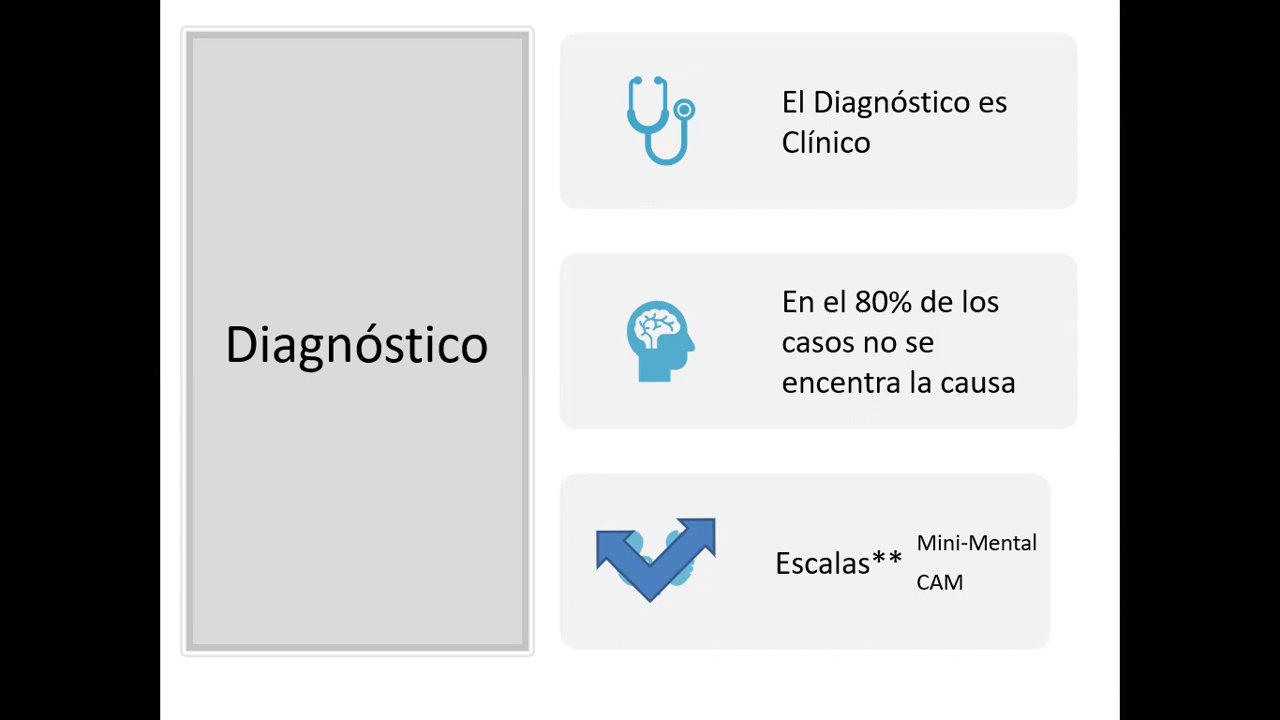 Diagnóstico
El Diagnóstico es
Clínico
En el 80% de los
casos no se
encentra la causa
Escalas**
Mini-Mental
CAM